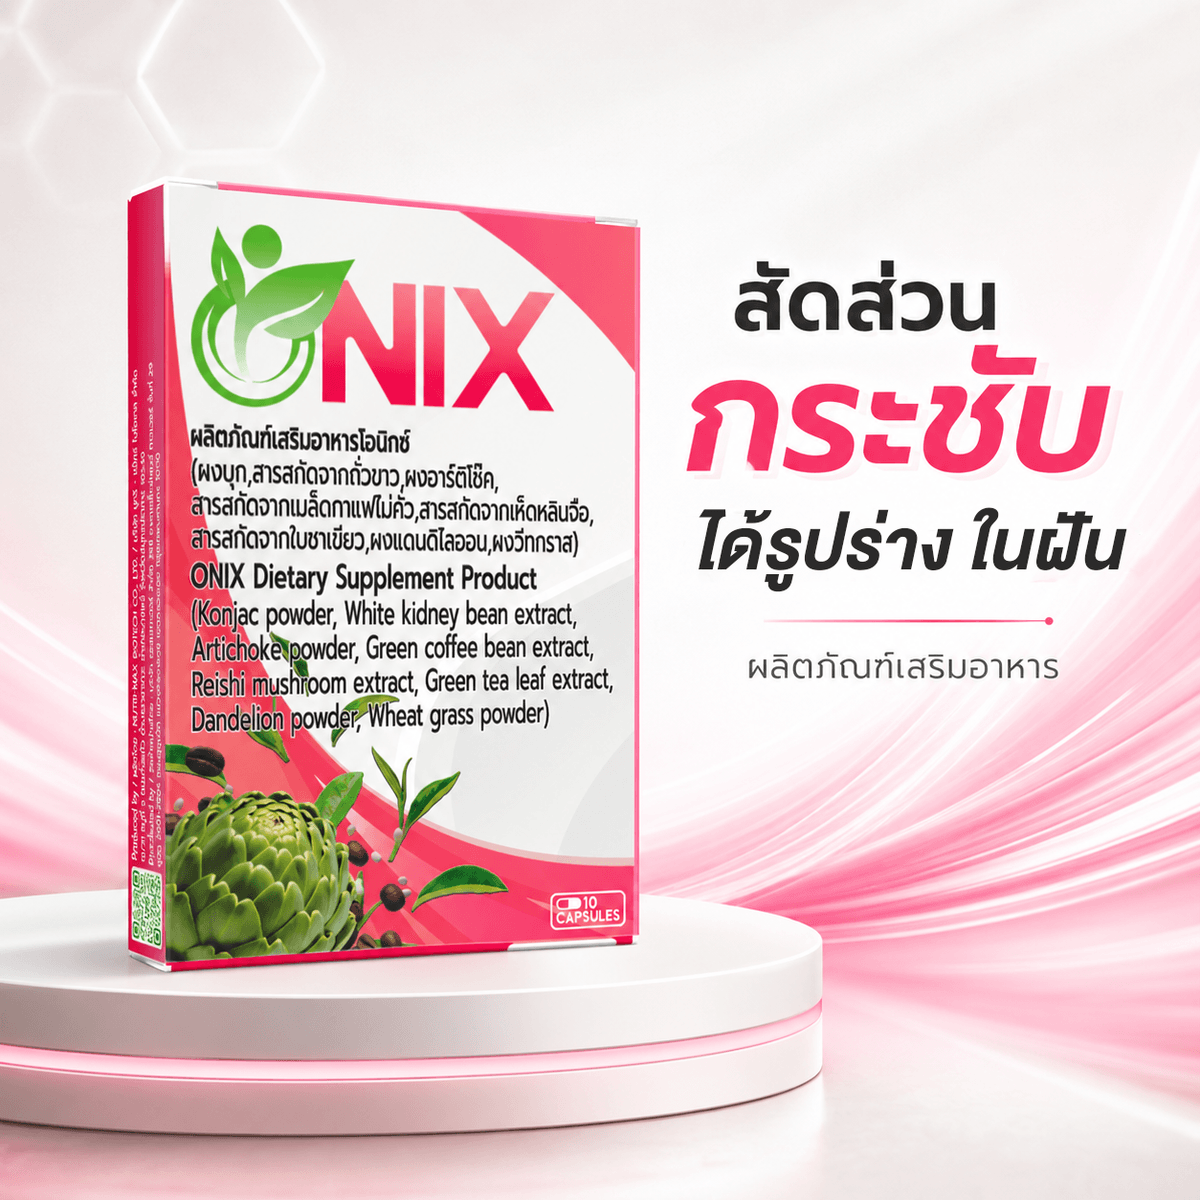 ONIX
ผลิตภัณฑ์เสริมอาหารโอนิกซ์
(ผงบุก,สารสกัดจากถั่วขาว,ผงอาร์ติโช๊ค,
สารสกัดจากเมล็ดกาแฟไม่คั่ว,สารสกัดจากเห็ดหลินจือ,
สารสกัดจากใบชาเขียว,ผงแดนดิไลออน,ผงวีทกราส)
ONIX Dietary Supplement Product
(Konjac powder, White kidney bean extract,
Artichoke powder, Green coffee bean extract,
Reishi mushroom extract, Green tea leaf extract,
Dandelion powder, Wheat grass powder)
10
CAPSULES
สัดส่วน
กระชับ
ได้รูปร่าง ในฝัน
ผลิตภัณฑ์เสริมอาหาร